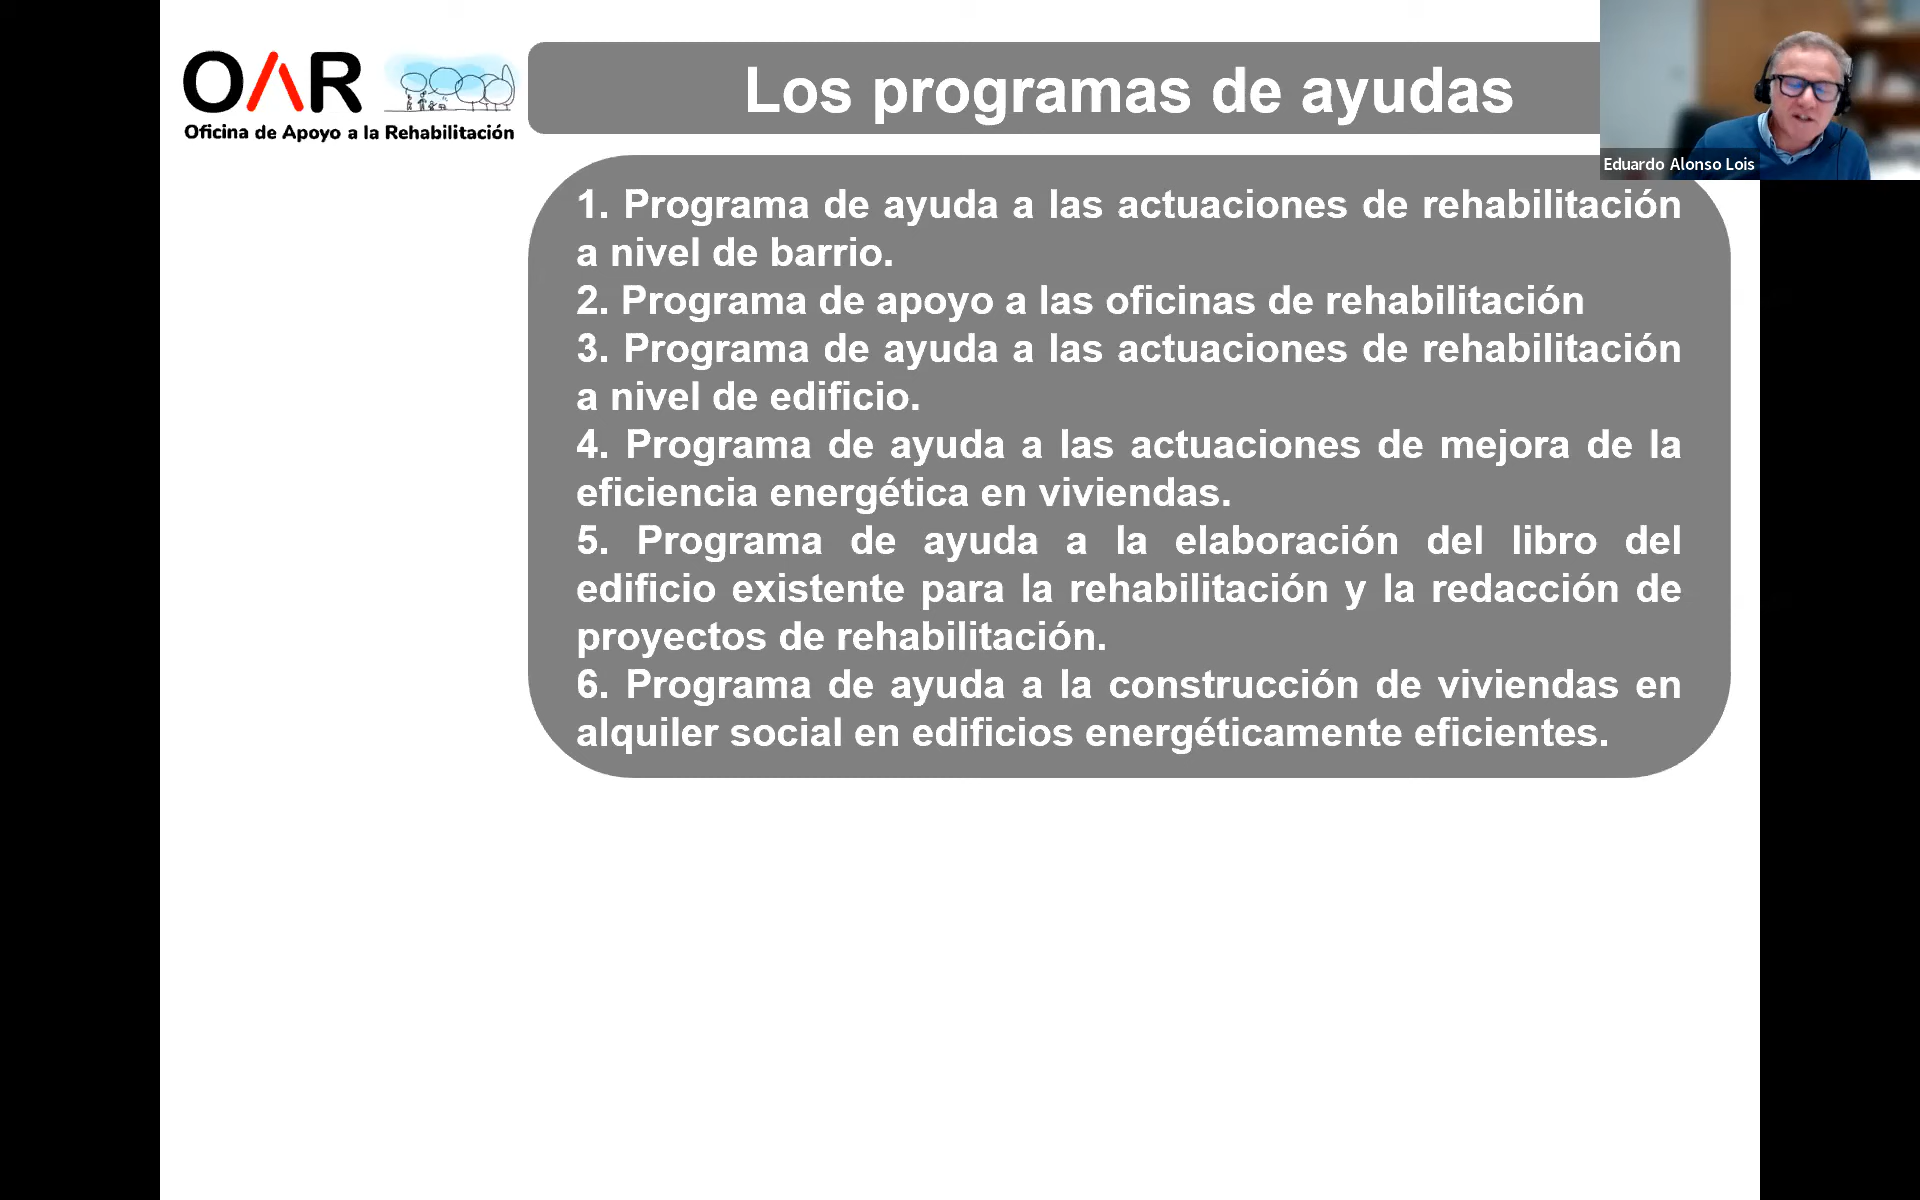 OAR
Oficina de Apoyo a la Rehabilitación
Los programas de ayudas
Eduardo Alonso Lois
1. Programa de ayuda a las actuaciones de rehabilitación
a nivel de barrio.
2. Programa de apoyo a las oficinas de rehabilitación
3. Programa de ayuda a las actuaciones de rehabilitación
a nivel de edificio.
4. Programa de ayuda a las actuaciones de mejora de la
eficiencia energética en viviendas.
5. Programa de ayuda a la elaboración del libro del
edificio existente para la rehabilitación y la redacción de
proyectos de rehabilitación.
6. Programa de ayuda a la construcción de viviendas en
alquiler social en edificios energéticamente eficientes.